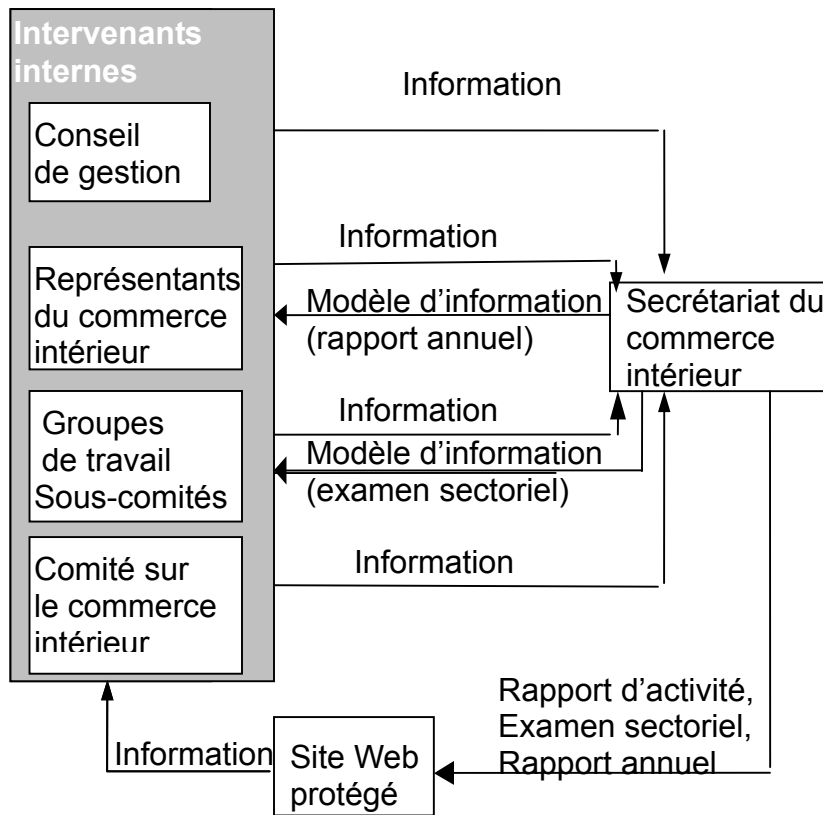 Intervenants
internes
Information
Conseil
de gestion
Information
Représentants
du commerce
intérieur
Modèle d'information
(rapport annuel)
Secrétariat du
commerce
intérieur
Information
Groupes
de travail
Sous-comités
Modèle d'information
(examen sectoriel)
Information
Comité sur
le commerce
intérieur
Rapport d'activité,
Examen sectoriel,
Rapport annuel
Information
Site Web
protégé